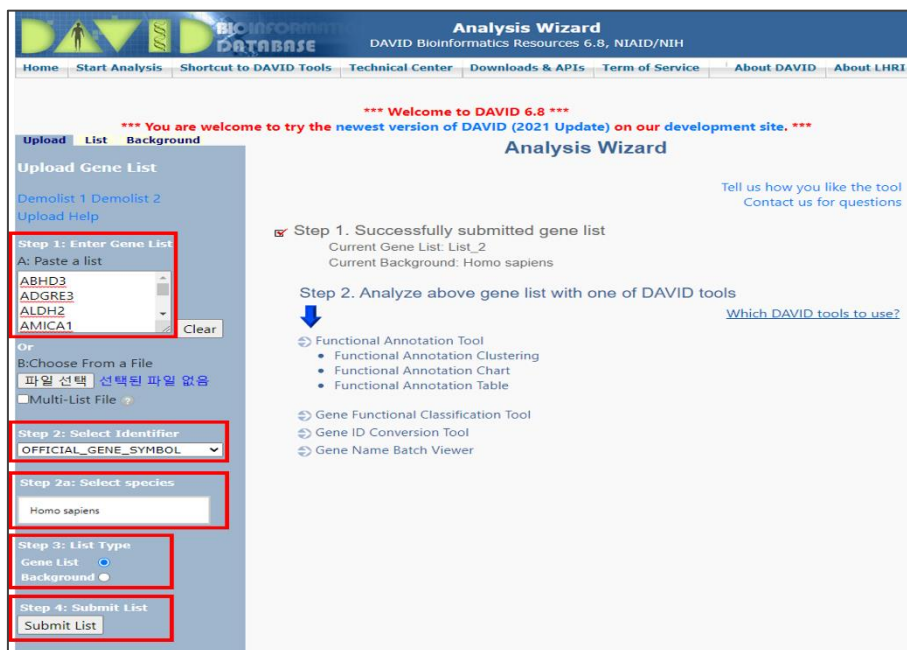 DAVID BIOINFORMATICS DATABASE
Analysis Wizard
DAVID Bioinformatics Resources 6.8, NIAID/NIH
Home Start Analysis Shortcut to DAVID Tools Technical Center Downloads & APIs Term of Service About DAVID About LHRI
*** Welcome to DAVID 6.8 ***
*** You are welcome to try the newest version of DAVID (2021 Update) on our development site. ***
Upload List Background
Analysis Wizard
Upload Gene List
Tell us how you like the tool
Contact us for questions
Demolist 1 Demolist 2
Upload Help
Step 1. Successfully submitted gene list
Current Gene List: List_2
Current Background: Homo sapiens
Step 2. Analyze above gene list with one of DAVID tools
Which DAVID tools to use?
Functional Annotation Tool
Functional Annotation Clustering
Functional Annotation Chart
Functional Annotation Table
Gene Functional Classification Tool
Gene ID Conversion Tool
Gene Name Batch Viewer
Step 1: Enter Gene List
A: Paste a list
ABHD3
ADGRE3
ALDH2
AMICA1
Clear
Or
B:Choose From a File
파일 선택 선택된 파일 없음
Multi-List File ?
Step 2: Select Identifier
OFFICIAL_GENE_SYMBOL
Step 2a: Select species
Homo sapiens
Step 3: List Type
Gene List
Background
Step 4: Submit List
Submit List